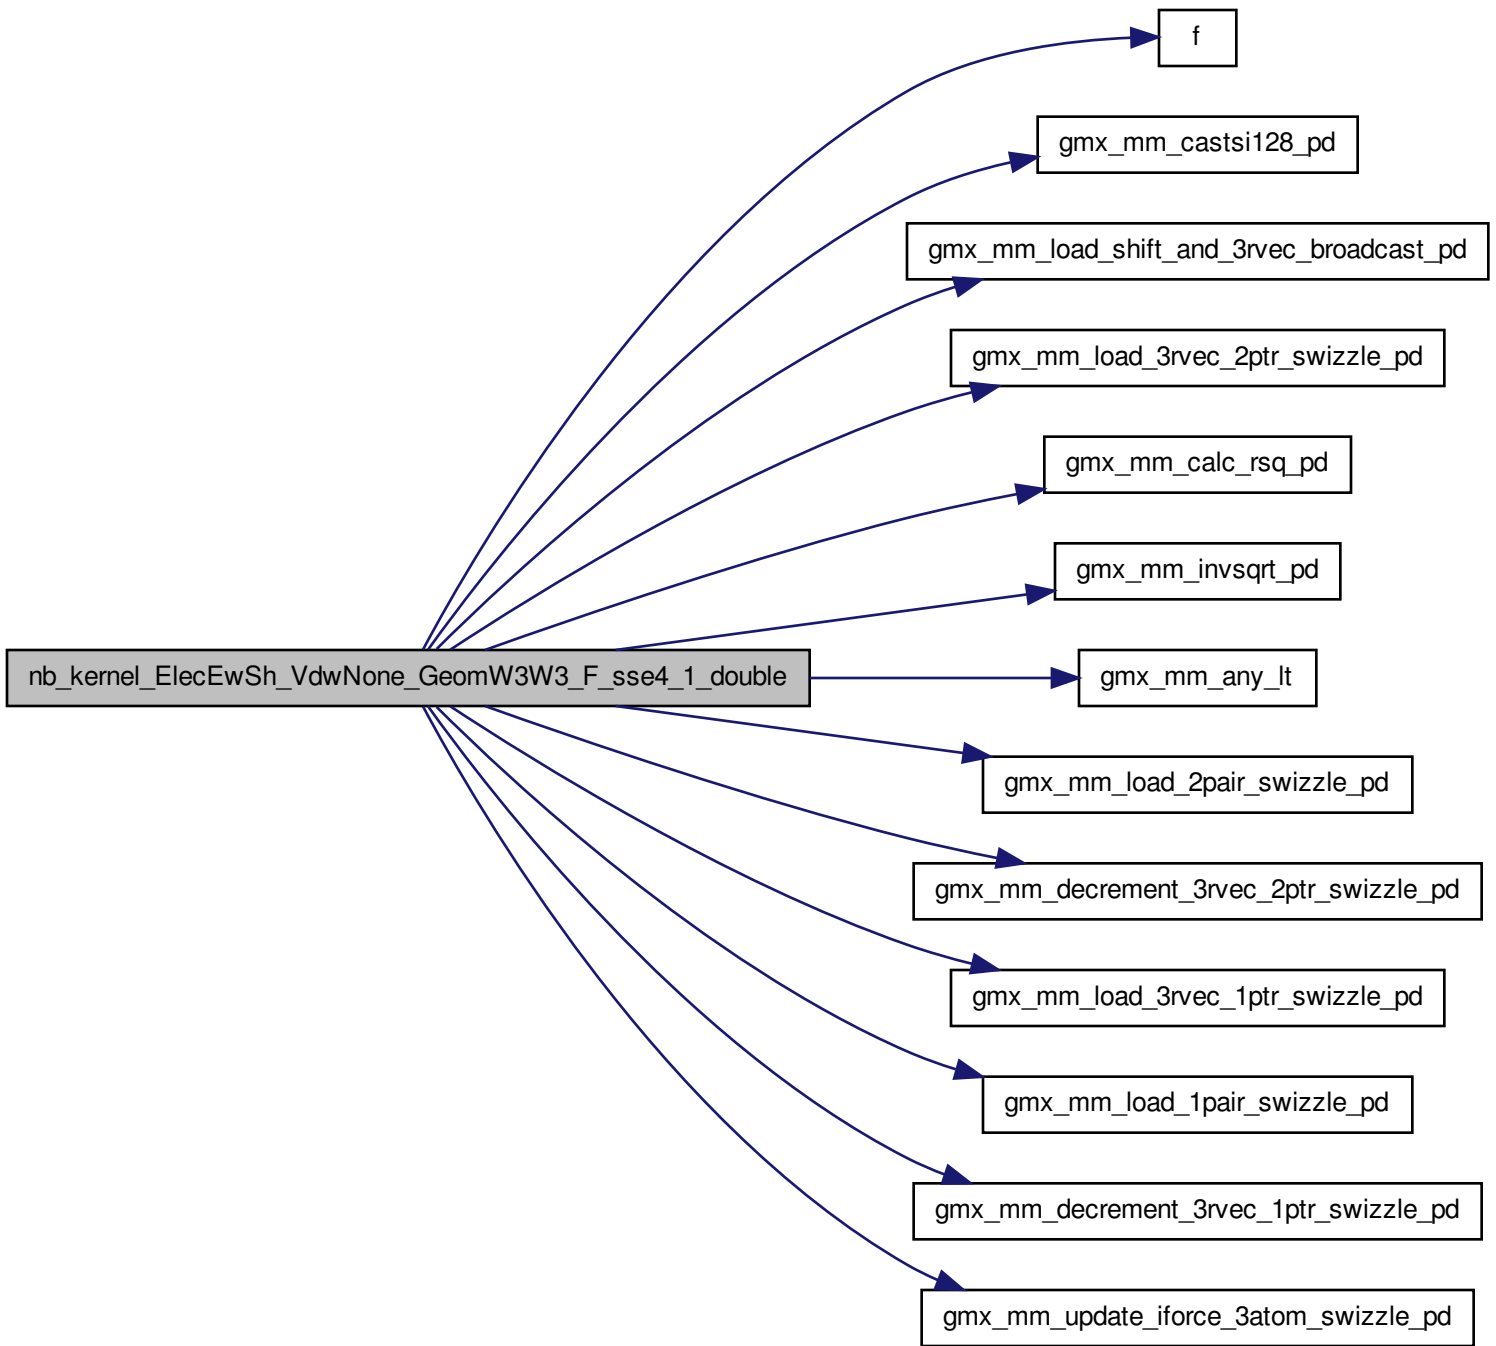 f
gmx_mm_castsi128_pd
gmx_mm_load_shift_and_3rvec_broadcast_pd
gmx_mm_load_3rvec_2ptr_swizzle_pd
gmx_mm_calc_rsq_pd
gmx_mm_invsqrt_pd
nb_kernel_ElecEwSh_VdwNone_GeomW3W3_F_sse4_1_double
gmx_mm_any_lt
gmx_mm_load_2pair_swizzle_pd
gmx_mm_decrement_3rvec_2ptr_swizzle_pd
gmx_mm_load_3rvec_1ptr_swizzle_pd
gmx_mm_load_1pair_swizzle_pd
gmx_mm_decrement_3rvec_1ptr_swizzle_pd
gmx_mm_update_iforce_3atom_swizzle_pd